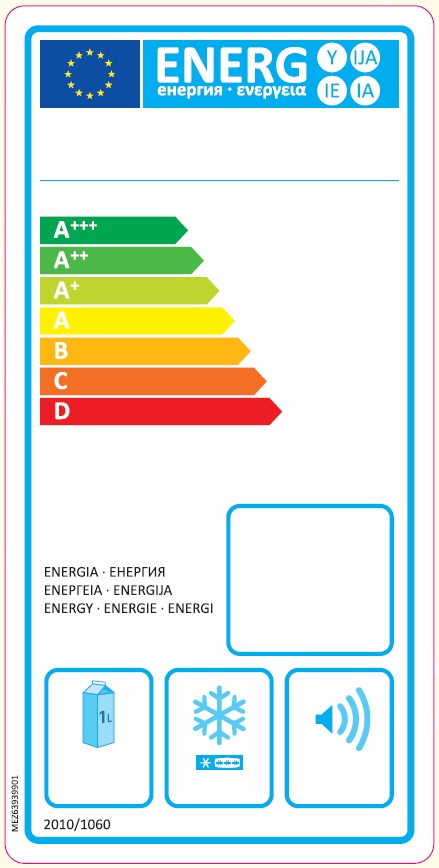 ENERG Y IJA
енергия · ενεργεια IE IA
A+++
A++
A+
A
B
C
D
ENERGIA · ЕНЕРГИЯ
ΕΝΕΡΓΕΙΑ · ENERGIJA
ENERGY · ENERGIE · ENERGI
1L
MEZ63939901
2010/1060